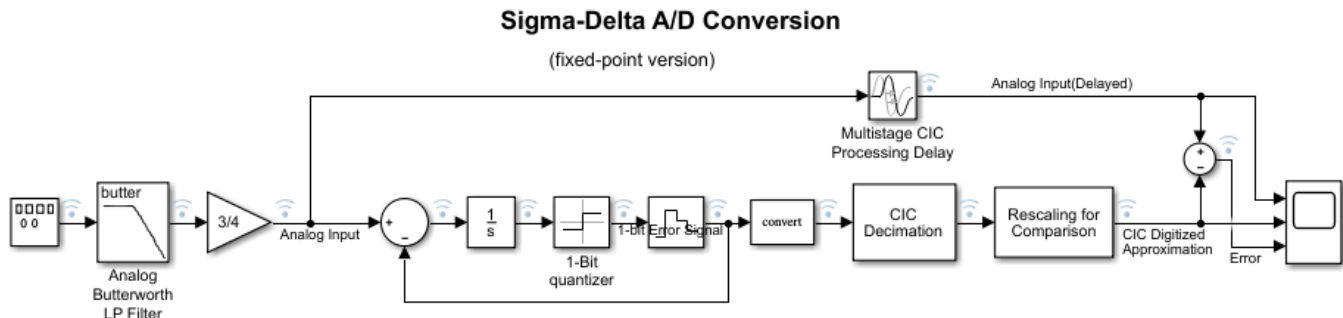 Sigma-Delta A/D Conversion
(fixed-point version)
Analog Input(Delayed)
Multistage CIC
Processing Delay
+
−
butter
0 0
3/4
Analog Input
+
−
1
s
1-bit Error Signal
convert
CIC
Decimation
Rescaling for
Comparison
CIC Digitized
Approximation
Error
1-Bit
quantizer
Analog
Butterworth
LP Filter